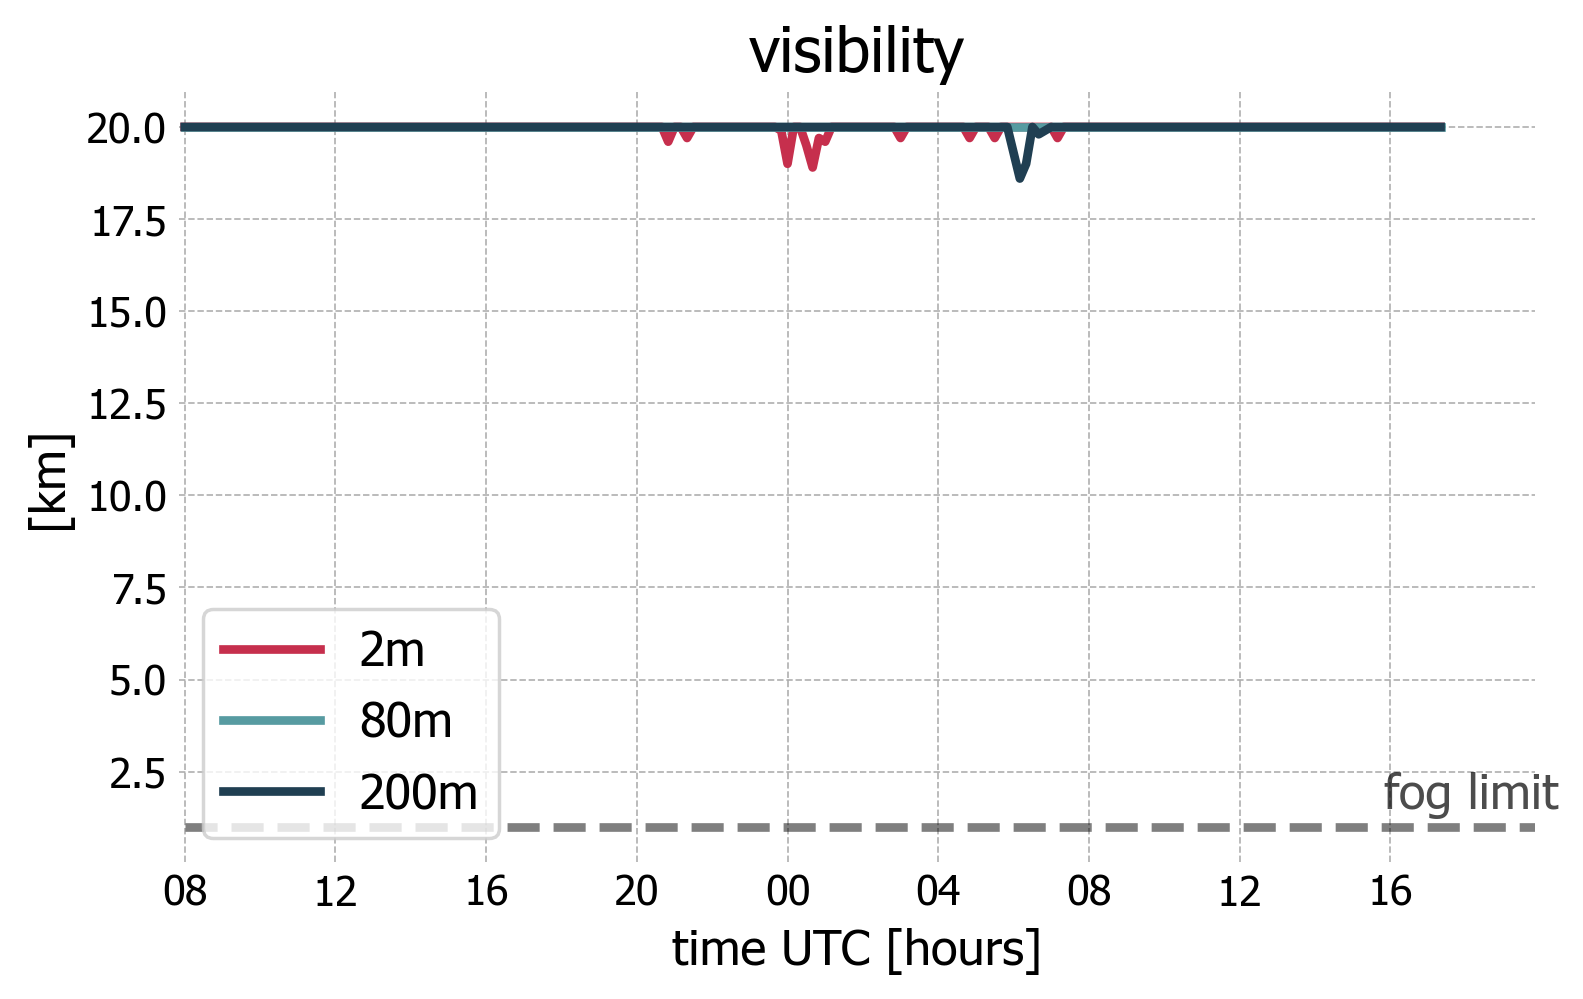 visibility
20.0
17.5
15.0
12.5
10.0
7.5
5.0
2.5
[km]
2m
80m
200m
fog limit
08 12 16 20 00 04 08 12 16
time UTC [hours]